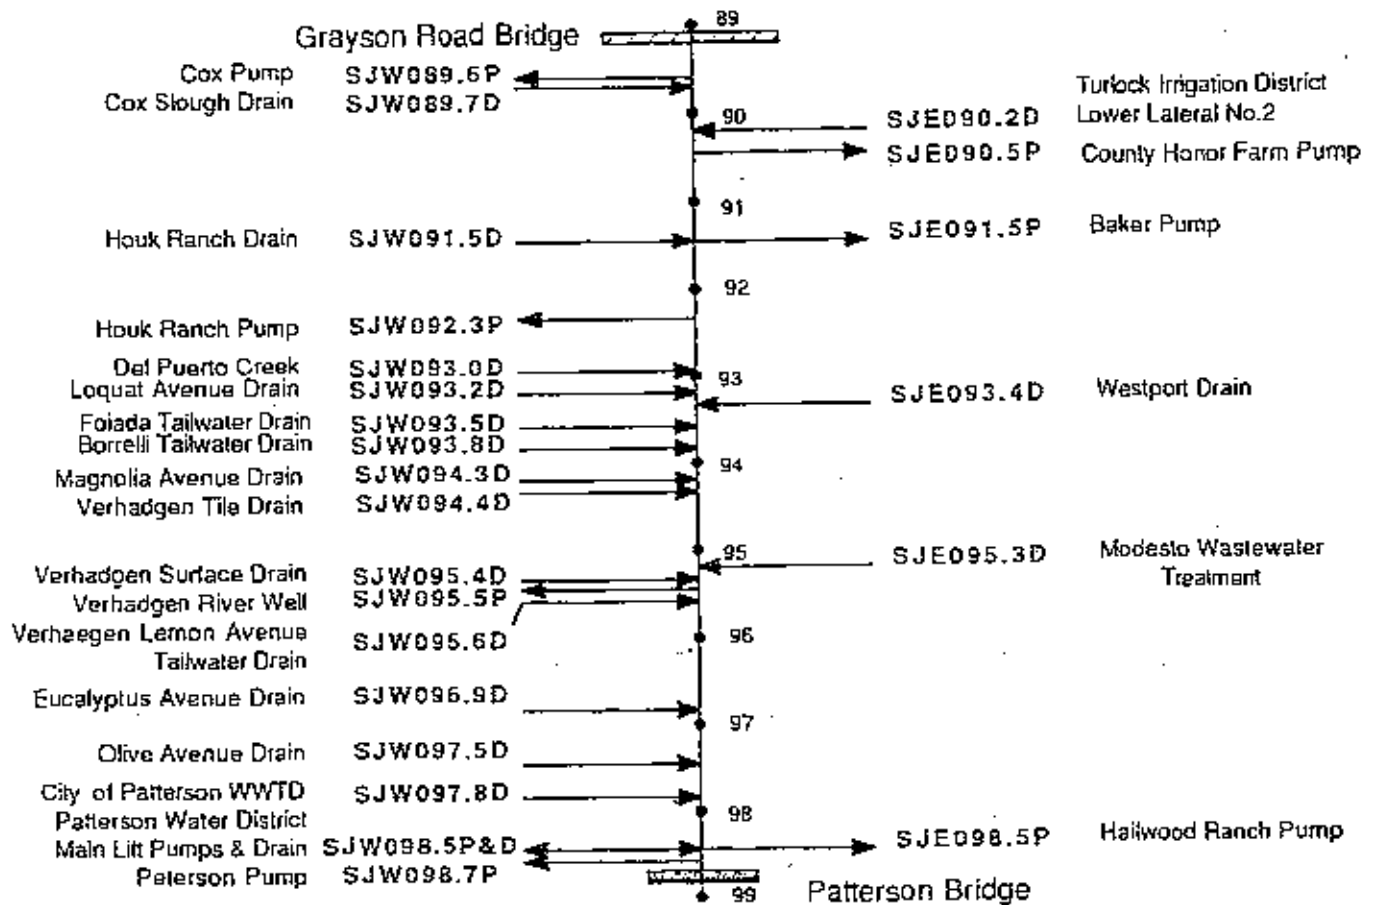 89
Grayson Road Bridge
Cox Pump SJW089.6P
Cox Slough Drain SJW089.7D
Turlock Irrigation District
90 SJE090.2D Lower Lateral No.2
SJE090.5P County Honor Farm Pump
91
Houk Ranch Drain SJW091.5D SJE091.5P Baker Pump
92
Houk Ranch Pump SJW092.3P
Del Puerto Creek SJW093.0D 93
Loquat Avenue Drain SJW093.2D SJE093.4D Westport Drain
Foiada Tailwater Drain SJW093.5D
Borrelli Tailwater Drain SJW093.8D
94
Magnolia Avenue Drain SJW094.3D
Verhadgen Tile Drain SJW094.4D
95 SJE095.3D Modesto Wastewater
Treatment
Verhadgen Surface Drain SJW095.4D
Verhadgen River Well SJW095.5P
Verhaegen Lemon Avenue SJW095.6D 96
Tailwater Drain
Eucalyptus Avenue Drain SJW096.9D
97
Olive Avenue Drain SJW097.5D
City of Patterson WWTD SJW097.8D
98
Patterson Water District
Main Lift Pumps & Drain SJW098.5P&D SJE098.5P Hallwood Ranch Pump
Peterson Pump SJW098.7P
99 Patterson Bridge